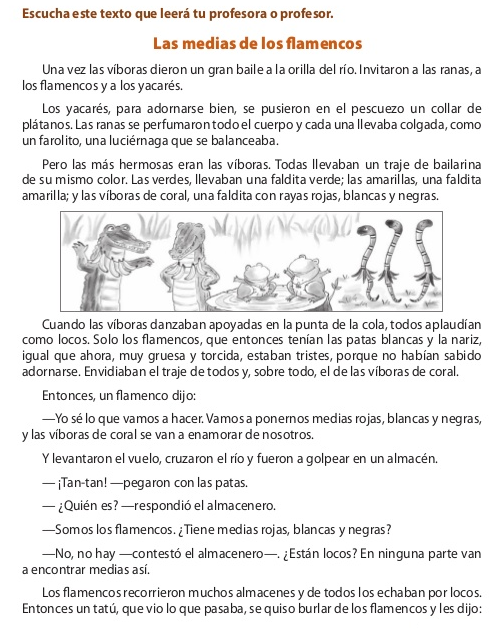 Escucha este texto que leerá tu profesora o profesor.
Las medias de los flamencos
Una vez las víboras dieron un gran baile a la orilla del río. Invitaron a las ranas, a
los flamencos y a los yacarés.
Los yacarés, para adornarse bien, se pusieron en el pescuezo un collar de
plátanos. Las ranas se perfumaron todo el cuerpo y cada una llevaba colgada, como
un farolito, una luciérnaga que se balanceaba.
Pero las más hermosas eran las víboras. Todas llevaban un traje de bailarina
de su mismo color. Las verdes, llevaban una faldita verde; las amarillas, una faldita
amarilla; y las víboras de coral, una faldita con rayas rojas, blancas y negras.
Cuando las víboras danzaban apoyadas en la punta de la cola, todos aplaudían
como locos. Solo los flamencos, que entonces tenían las patas blancas y la nariz,
igual que ahora, muy gruesa y torcida, estaban tristes, porque no habían sabido
adornarse. Envidiaban el traje de todos y, sobre todo, el de las víboras de coral.
Entonces, un flamenco dijo:
—Yo sé lo que vamos a hacer. Vamos a ponernos medias rojas, blancas y negras,
y las víboras de coral se van a enamorar de nosotros.
Y levantaron el vuelo, cruzaron el río y fueron a golpear en un almacén.
— ¡Tan-tan! —pegaron con las patas.
— ¿Quién es? —respondió el almacenero.
—Somos los flamencos. ¿Tiene medias rojas, blancas y negras?
—No, no hay —contestó el almacenero—. ¿Están locos? En ninguna parte van
a encontrar medias así.
Los flamencos recorrieron muchos almacenes y de todos los echaban por locos.
Entonces un tatú, que vio lo que pasaba, se quiso burlar de los flamencos y les dijo: